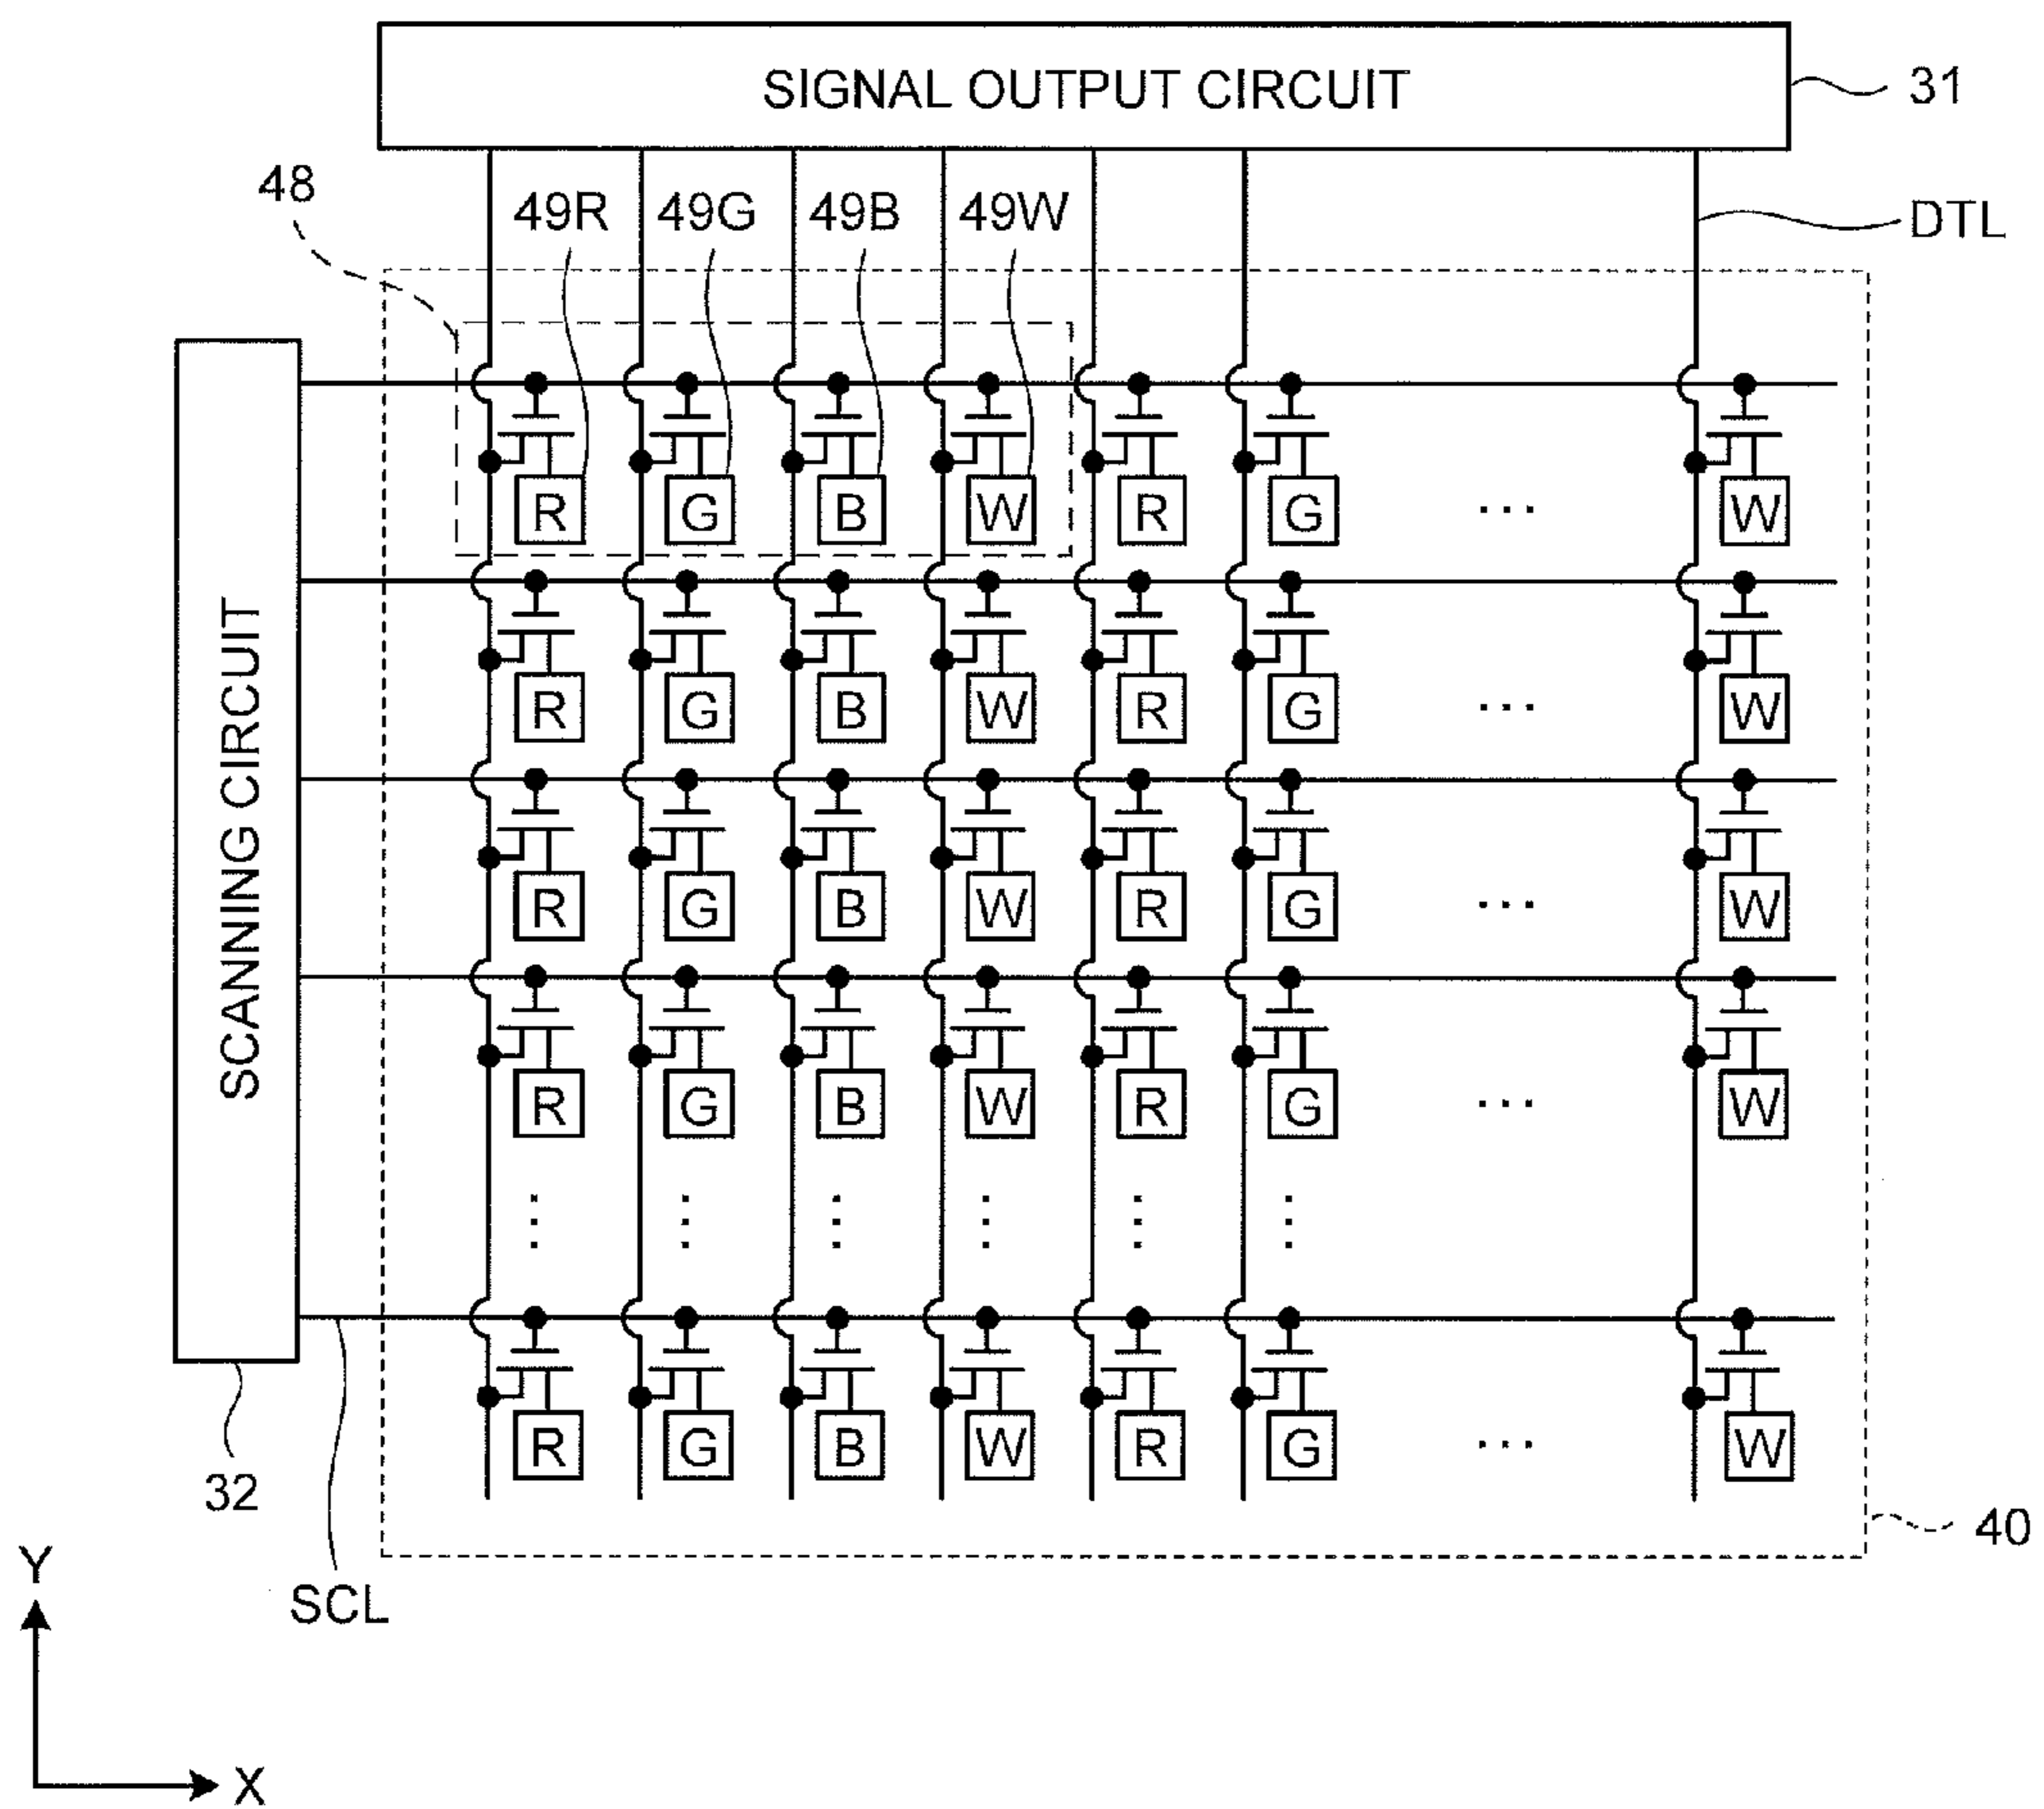 SIGNAL OUTPUT CIRCUIT
31
48
49R 49G 49B 49W
DTL
SCANNING CIRCUIT
R G B W R G ... W
R G B W R G ... W
R G B W R G ... W
R G B W R G ... W
R G B W R G ... W
32
SCL
40
Y
X